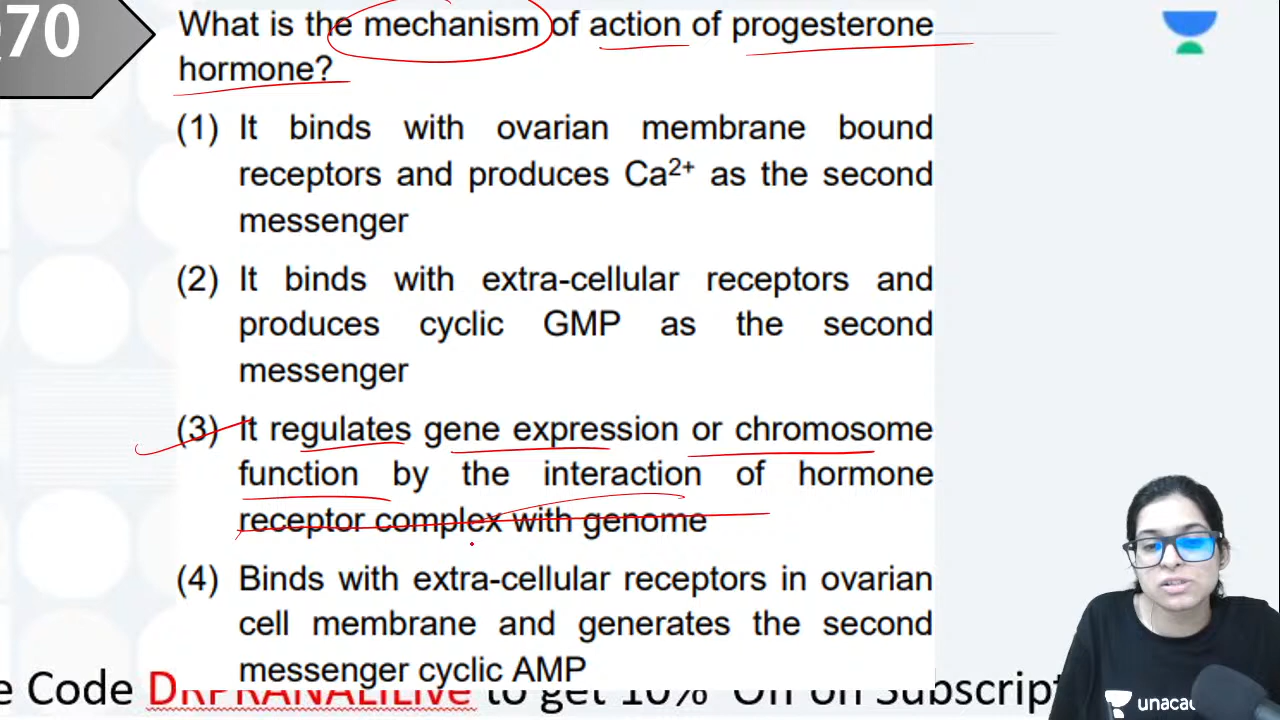 70
What is the mechanism of action of progesterone
hormone?
(1) It binds with ovarian membrane bound
receptors and produces Ca²⁺ as the second
messenger
(2) It binds with extra-cellular receptors and
produces cyclic GMP as the second
messenger
(3) It regulates gene expression or chromosome
function by the interaction of hormone
receptor complex with genome
(4) Binds with extra-cellular receptors in ovarian
cell membrane and generates the second
messenger cyclic AMP
e Code DRPRANALILive to get 10% Off on Subscript
unaca